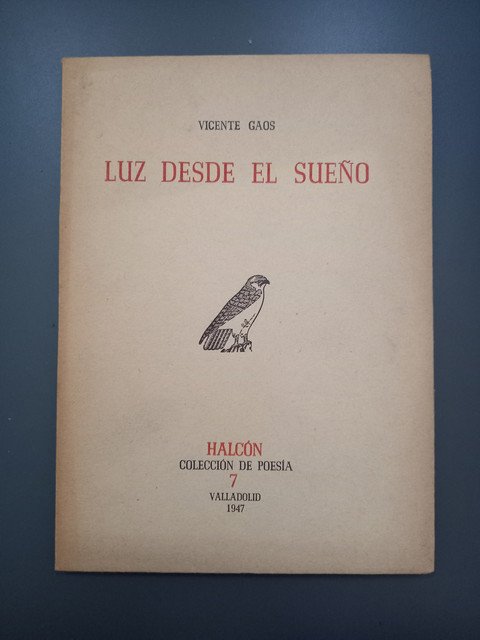 VICENTE GAOS
LUZ DESDE EL SUEÑO
HALCÓN
COLECCIÓN DE POESÍA
7
VALLADOLID
1947